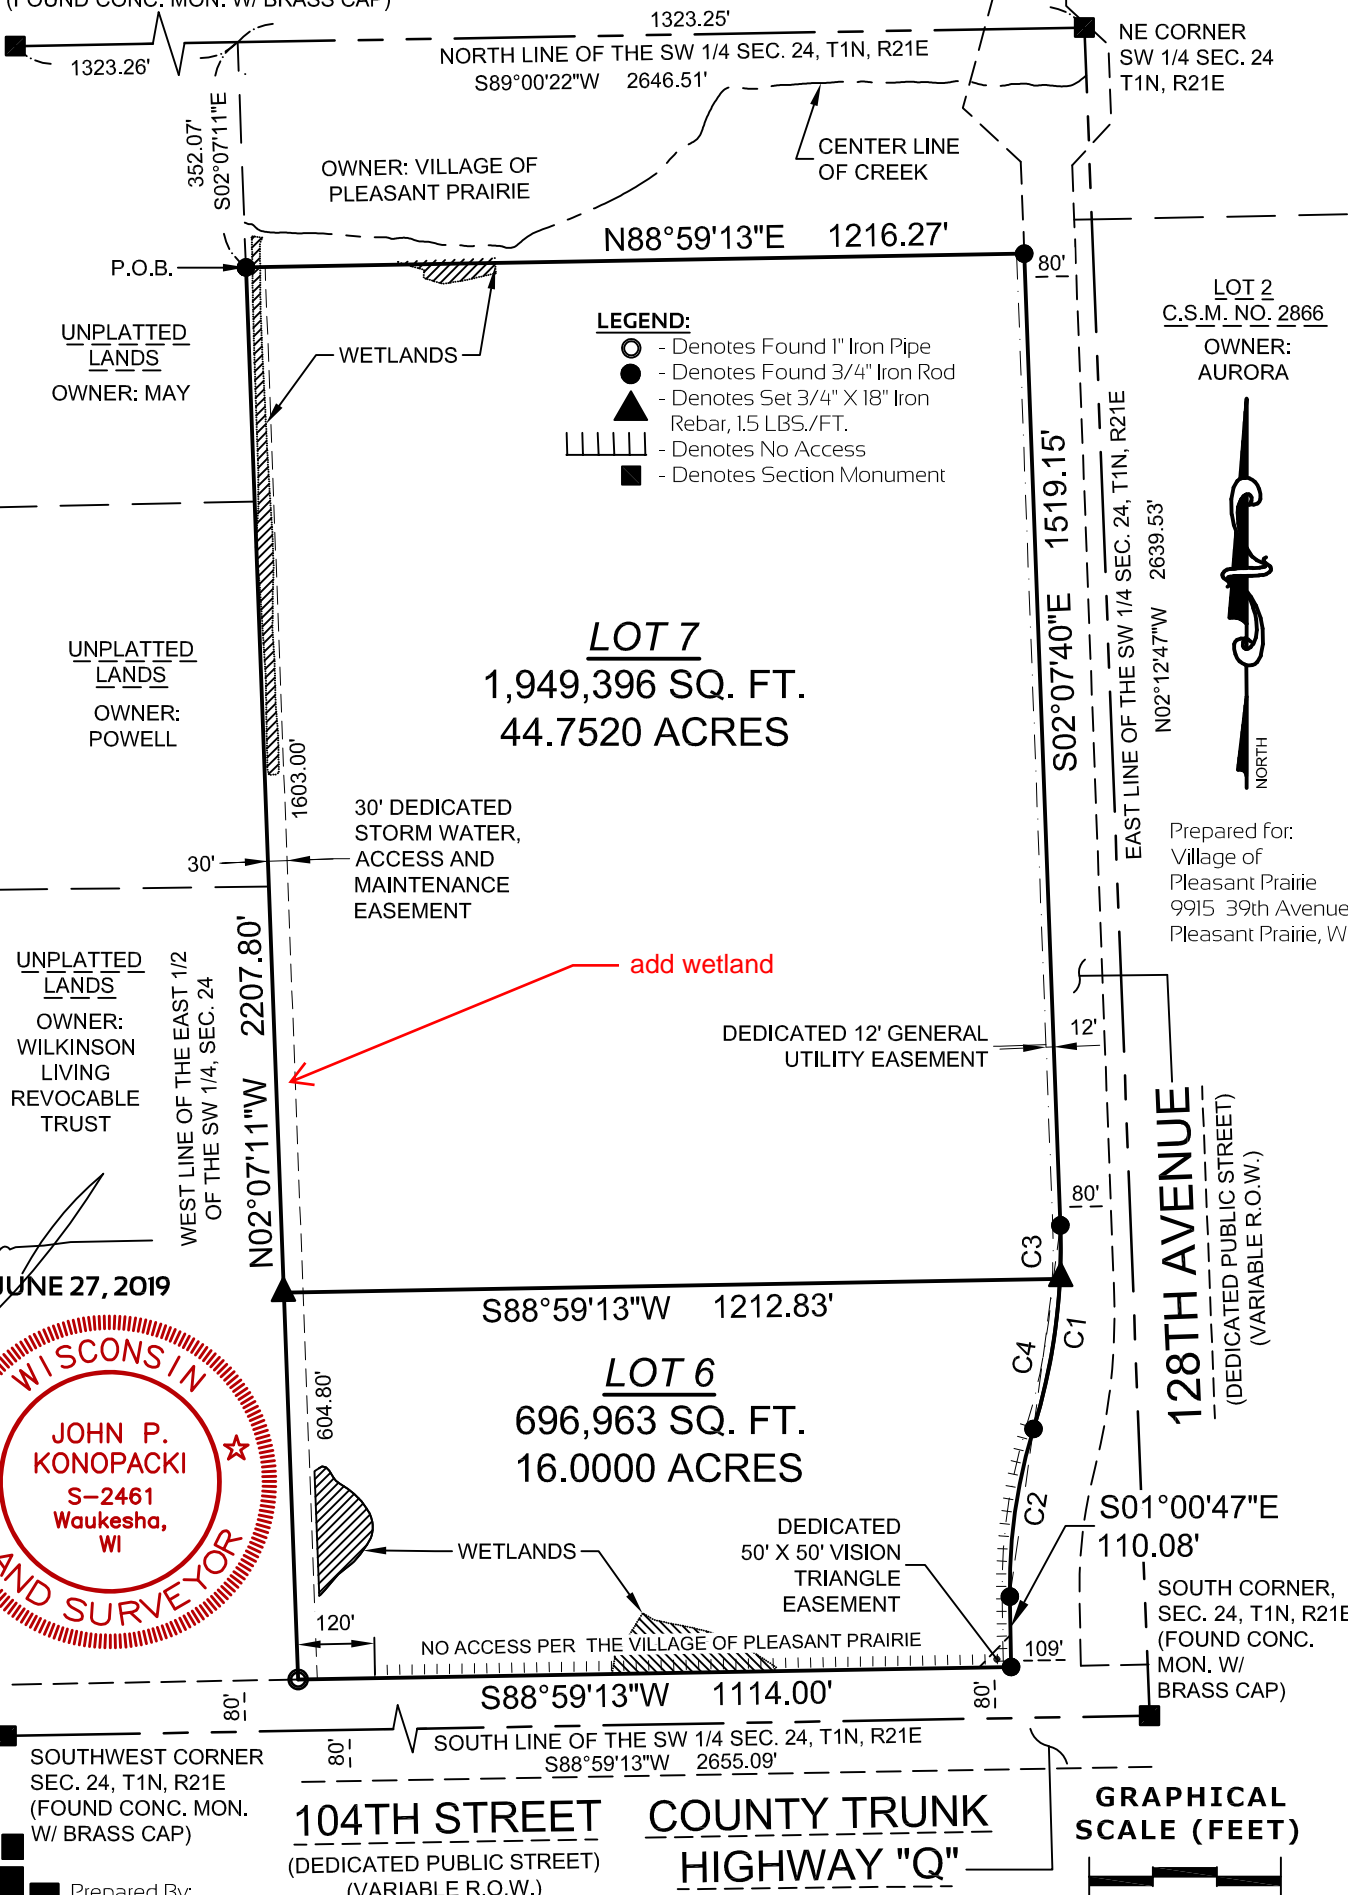 (FOUND CONC. MON. W/ BRASS CAP)
1323.26'
1323.25'
NORTH LINE OF THE SW 1/4 SEC. 24, T1N, R21E
S89°00'22"W 2646.51'
NE CORNER
SW 1/4 SEC. 24
T1N, R21E
352.07'
S02°07'11"E
OWNER: VILLAGE OF
PLEASANT PRAIRIE
CENTER LINE
OF CREEK
N88°59'13"E 1216.27'
P.O.B.
80'
UNPLATTED
LANDS
OWNER: MAY
WETLANDS
LEGEND:
- Denotes Found 1" Iron Pipe
- Denotes Found 3/4" Iron Rod
- Denotes Set 3/4" X 18" Iron
Rebar, 1.5 LBS./FT.
- Denotes No Access
- Denotes Section Monument
LOT 2
C.S.M. NO. 2866
OWNER:
AURORA
S02°07'40"E 1519.15'
EAST LINE OF THE SW 1/4 SEC. 24, T1N, R21E
N02°12'47"W 2639.53'
NORTH
LOT 7
1,949,396 SQ. FT.
44.7520 ACRES
UNPLATTED
LANDS
OWNER:
POWELL
1603.00'
30' DEDICATED
STORM WATER,
ACCESS AND
MAINTENANCE
EASEMENT
30'
Prepared for:
Village of
Pleasant Prairie
9915 39th Avenue
Pleasant Prairie, W
UNPLATTED
LANDS
OWNER:
WILKINSON
LIVING
REVOCABLE
TRUST
WEST LINE OF THE EAST 1/2
OF THE SW 1/4, SEC. 24
N02°07'11"W 2207.80'
add wetland
DEDICATED 12' GENERAL
UTILITY EASEMENT
12'
128TH AVENUE
(DEDICATED PUBLIC STREET)
(VARIABLE R.O.W.)
80'
C3
JUNE 27, 2019
S88°59'13"W 1212.83'
C1
C4
LOT 6
696,963 SQ. FT.
16.0000 ACRES
604.80'
WISCONSIN
JOHN P.
KONOPACKI
S-2461
Waukesha,
WI
AND SURVEYOR
C2
S01°00'47"E
110.08'
WETLANDS
DEDICATED
50' X 50' VISION
TRIANGLE
EASEMENT
SOUTH CORNER,
SEC. 24, T1N, R21E
(FOUND CONC.
MON. W/
BRASS CAP)
120'
NO ACCESS PER THE VILLAGE OF PLEASANT PRAIRIE
109'
S88°59'13"W 1114.00'
80'
80'
80'
SOUTH LINE OF THE SW 1/4 SEC. 24, T1N, R21E
S88°59'13"W 2655.09'
SOUTHWEST CORNER
SEC. 24, T1N, R21E
(FOUND CONC. MON.
W/ BRASS CAP)
104TH STREET
(DEDICATED PUBLIC STREET)
(VARIABLE R.O.W.)
COUNTY TRUNK
HIGHWAY "Q"
GRAPHICAL
SCALE (FEET)
Prepared By: